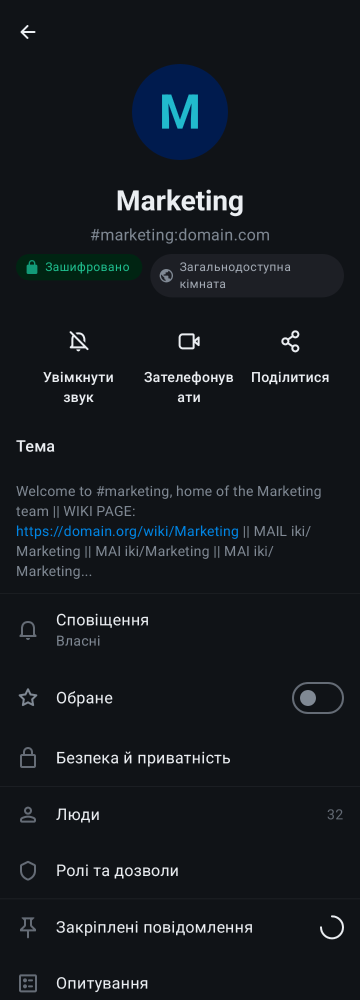 M
Marketing
#marketing:domain.com
Зашифровано
Загальнодоступна
кімната
Увімкнути
звук
Зателефонув
ати
Поділитися
Тема
Welcome to #marketing, home of the Marketing
team || WIKI PAGE:
https://domain.org/wiki/Marketing || MAIL iki/
Marketing || MAI iki/Marketing || MAI iki/
Marketing...
Сповіщення
Власні
Обране
Безпека й приватність
Люди
32
Ролі та дозволи
Закріплені повідомлення
Опитування